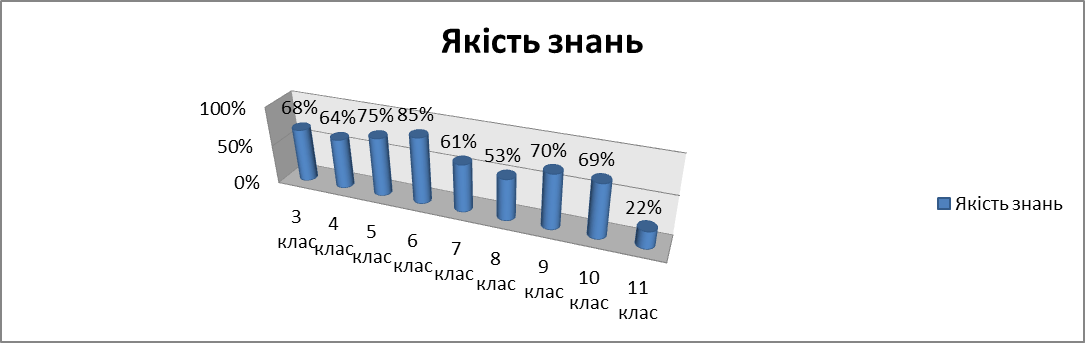 Якість знань
100%
50%
0%
68%
64%
75%
85%
61%
53%
70%
69%
22%
3
клас
4
клас
5
клас
6
клас
7
клас
8
клас
9
клас
10
клас
11
клас
Якість знань